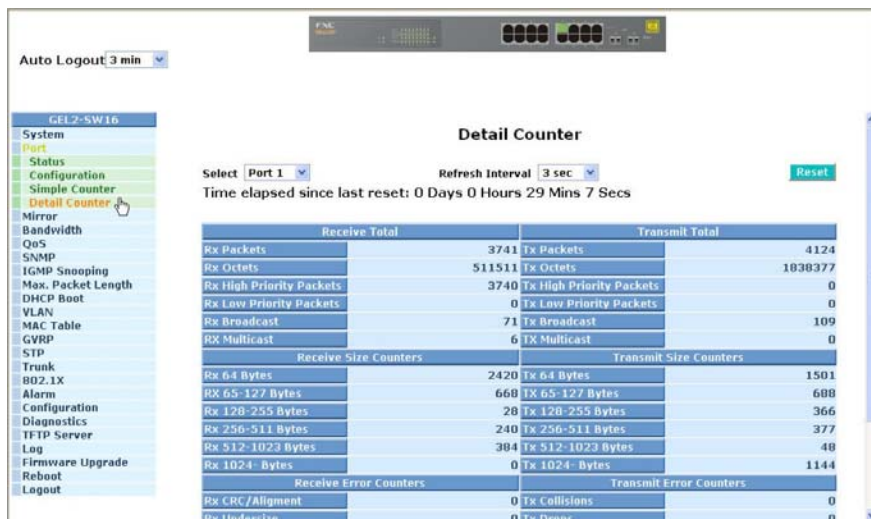 FXC
Auto Logout 3 min
GEL2-SW16
System
Port
Status
Configuration
Simple Counter
Detail Counter
Mirror
Bandwidth
QoS
SNMP
IGMP Snooping
Max. Packet Length
DHCP Boot
VLAN
MAC Table
GVRP
STP
Trunk
802.1X
Alarm
Configuration
Diagnostics
TFTP Server
Log
Firmware Upgrade
Reboot
Logout
Detail Counter
Select Port 1 Refresh Interval 3 sec Reset
Time elapsed since last reset: 0 Days 0 Hours 29 Mins 7 Secs
Receive Total Transmit Total
Rx Packets 3741 Tx Packets 4124
Rx Octets 511511 Tx Octets 1838377
Rx High Priority Packets 3740 Tx High Priority Packets 0
Rx Low Priority Packets 0 Tx Low Priority Packets 0
Rx Broadcast 71 Tx Broadcast 109
RX Multicast 6 TX Multicast 0
Receive Size Counters Transmit Size Counters
Rx 64 Bytes 2420 Tx 64 Bytes 1501
RX 65-127 Bytes 668 TX 65-127 Bytes 688
Rx 128-255 Bytes 28 Tx 128-255 Bytes 366
Rx 256-511 Bytes 240 Tx 256-511 Bytes 377
Rx 512-1023 Bytes 384 Tx 512-1023 Bytes 48
Rx 1024- Bytes 0 Tx 1024- Bytes 1144
Receive Error Counters Transmit Error Counters
Rx CRC/Aligment 0 Tx Collisions 0
Rx Undersize 0 Tx Drops 0